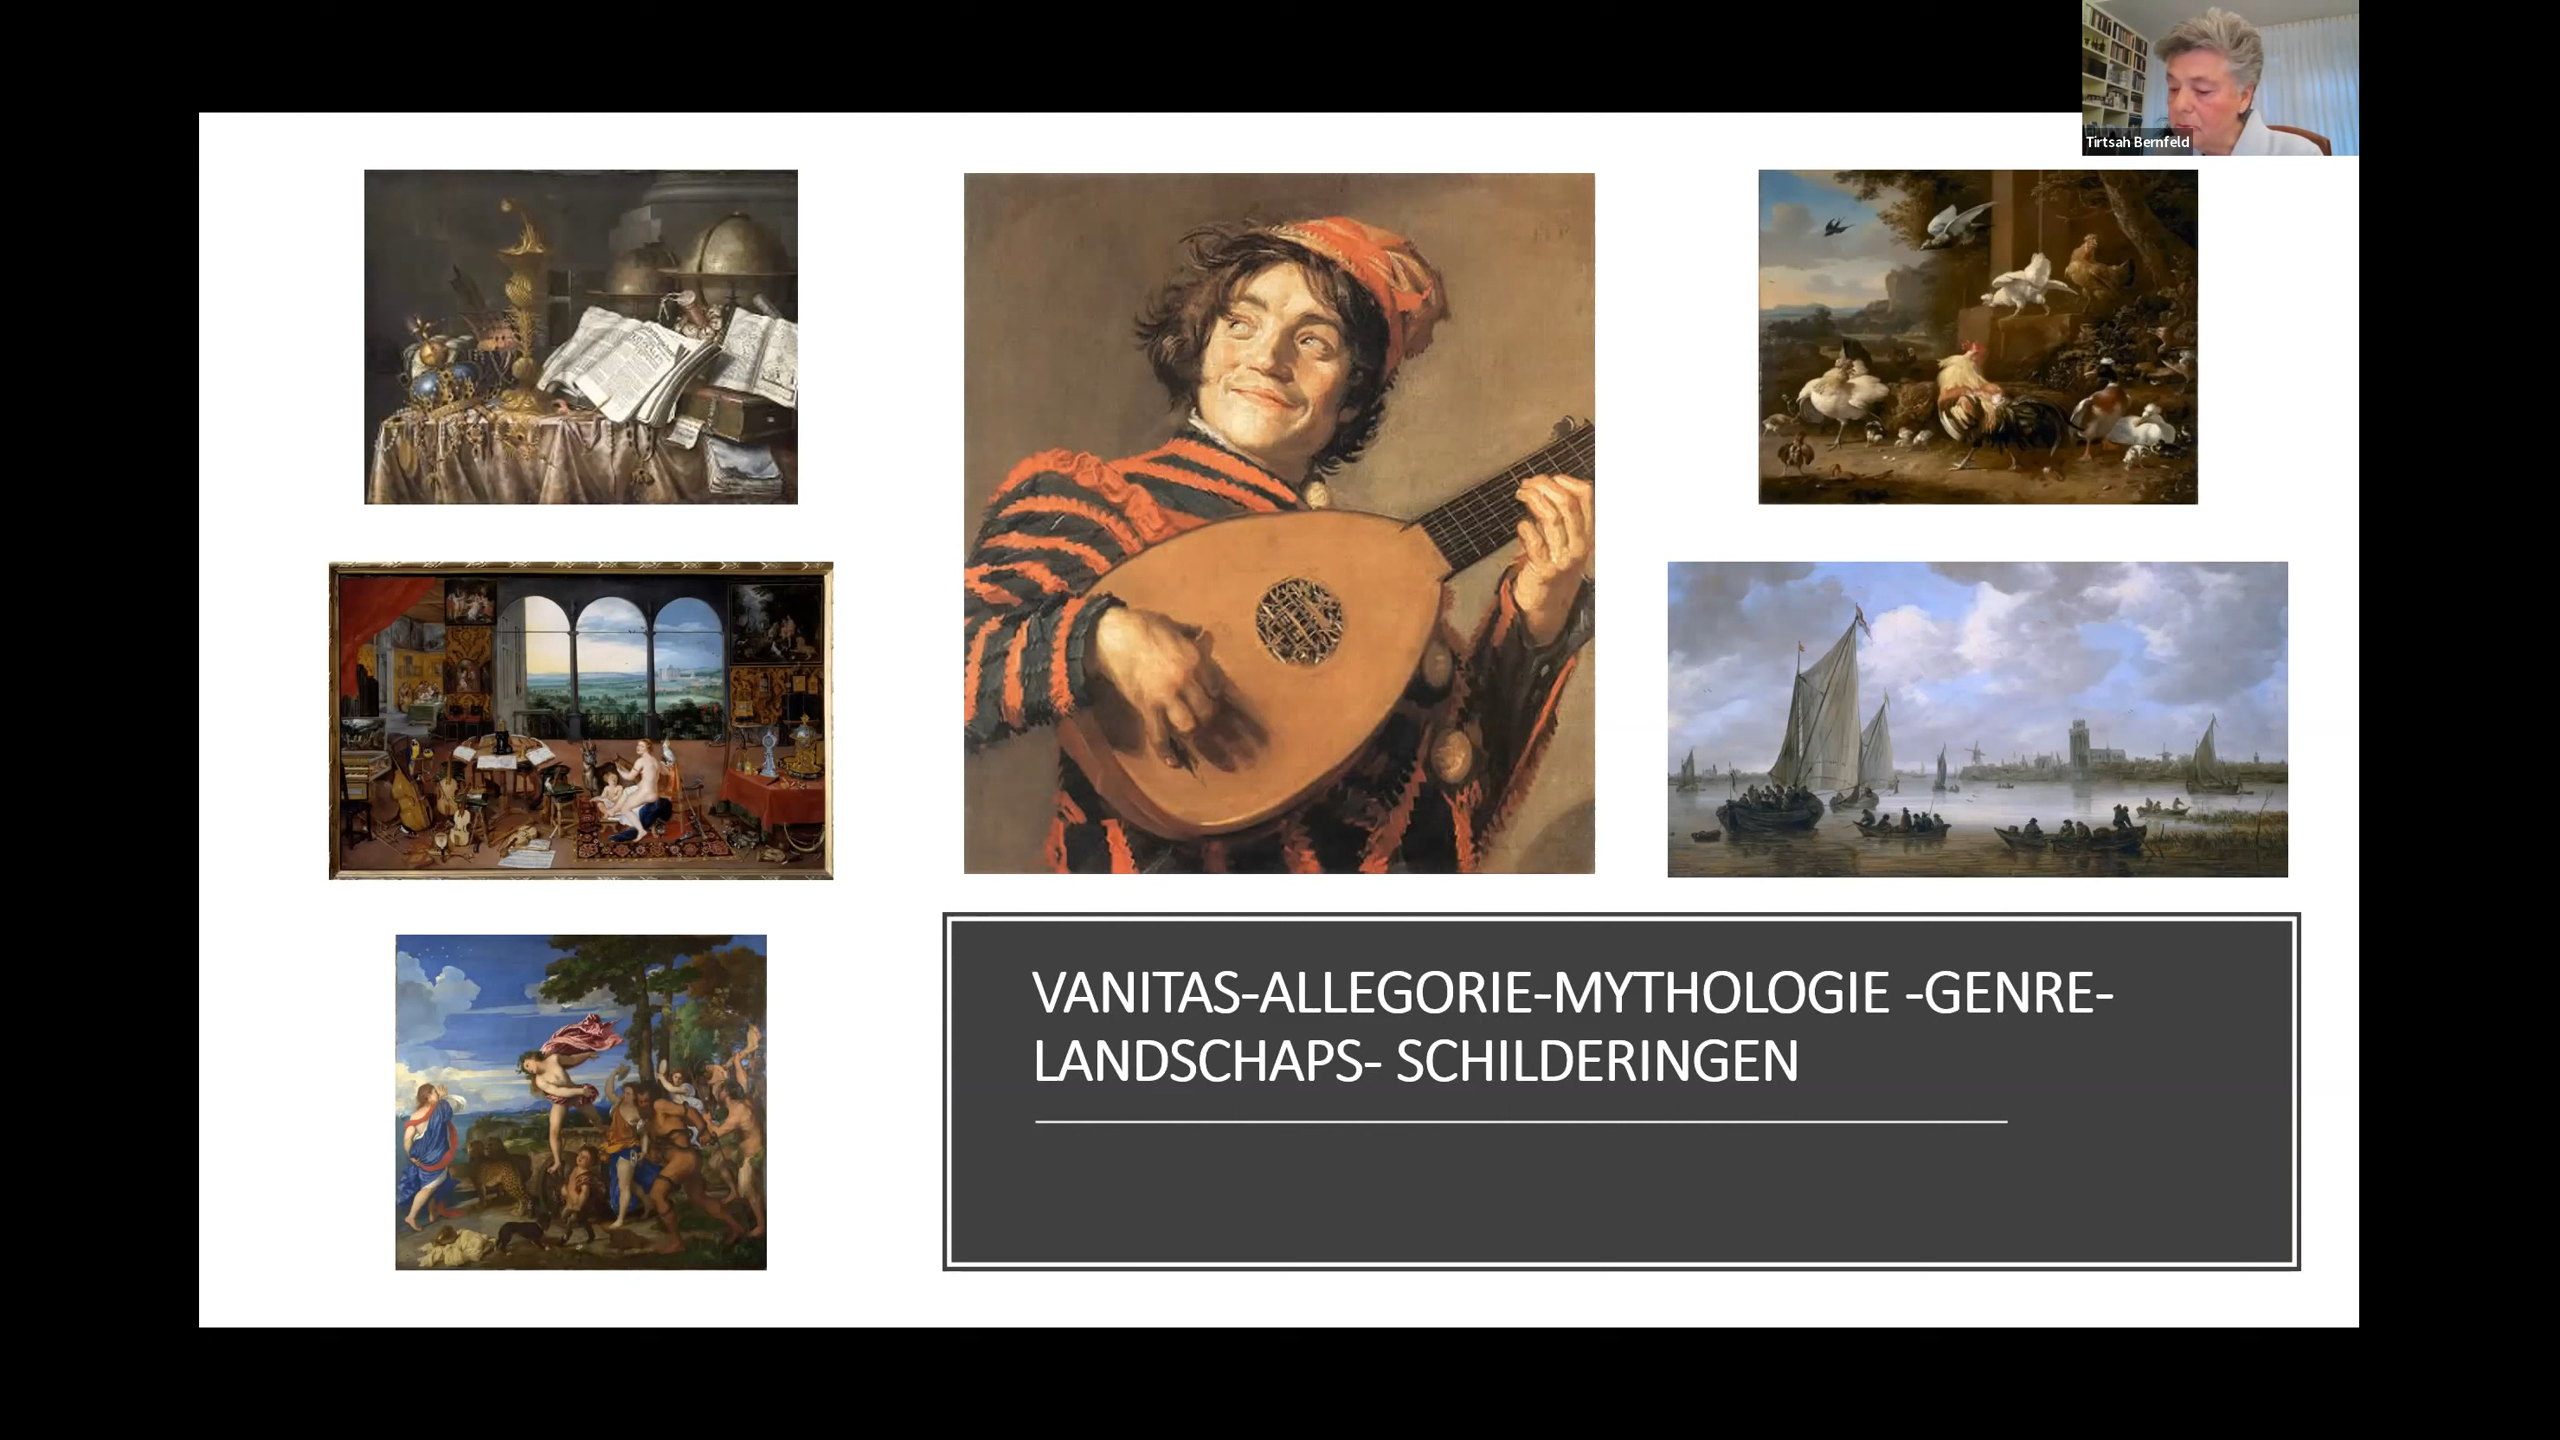 Tirtsah Bernfeld
VANITAS-ALLEGORIE-MYTHOLOGIE -GENRE-
LANDSCHAPS- SCHILDERINGEN